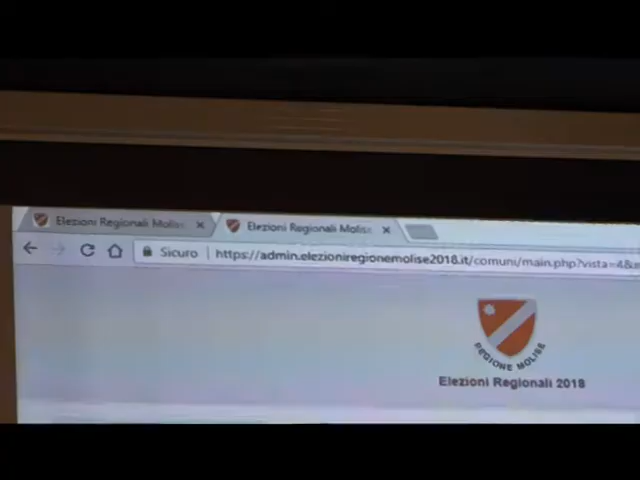 Elezioni Regionali Molise
Elezioni Regionali Molise
Sicuro https://admin.elezioniregionemolise2018.it/comuni/main.php?vista=4&
REGIONE MOLISE
Elezioni Regionali 2018